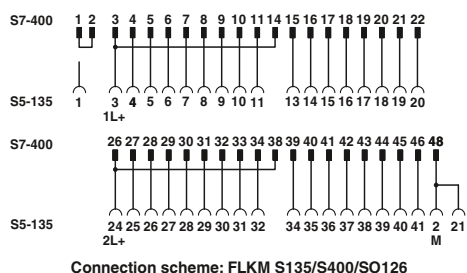 S7-400 1 2 3 4 5 6 7 8 9 10 11 14 15 16 17 18 19 20 21 22
S5-135 1 3 4 5 6 7 8 9 10 11 13 14 15 16 17 18 19 20
1L+
S7-400 26 27 28 29 30 31 32 33 34 38 39 40 41 42 43 44 45 46 48
S5-135 24 25 26 27 28 29 30 31 32 34 35 36 37 38 39 40 41 2 21
2L+ M
Connection scheme: FLKM S135/S400/SO126